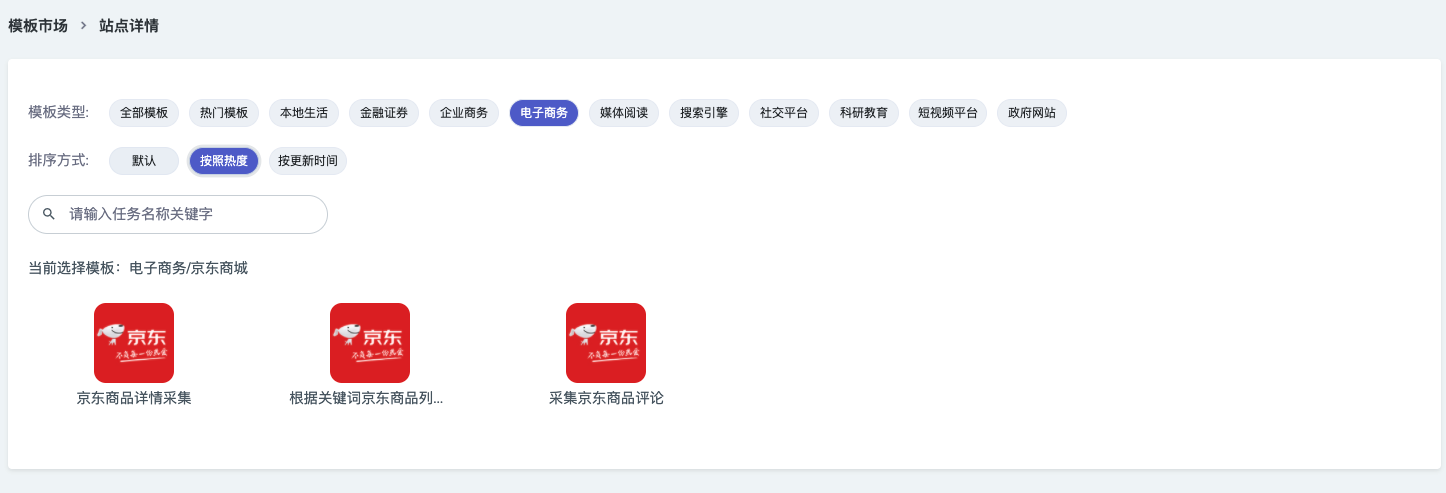 模板市场 > 站点详情
模板类型: 全部模板 热门模板 本地生活 金融证券 企业商务 电子商务 媒体阅读 搜索引擎 社交平台 科研教育 短视频平台 政府网站
排序方式: 默认 按照热度 按更新时间
请输入任务名称关键字
当前选择模板：电子商务/京东商城
京东 京东 京东
不负每一份热爱 不负每一份热爱 不负每一份热爱
京东商品详情采集 根据关键词京东商品列... 采集京东商品评论